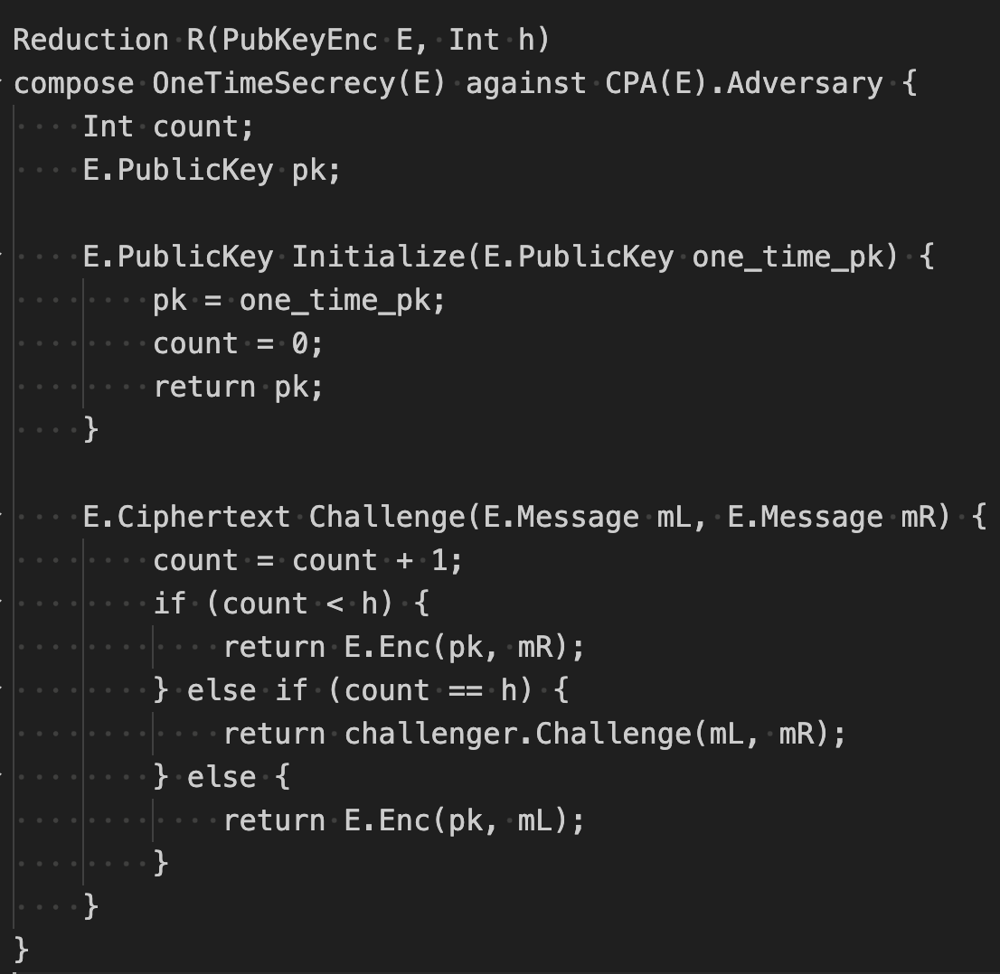 Reduction R(PubKeyEnc E, Int h)
compose OneTimeSecrecy(E) against CPA(E).Adversary {
    Int count;
    E.PublicKey pk;

    E.PublicKey Initialize(E.PublicKey one_time_pk) {
        pk = one_time_pk;
        count = 0;
        return pk;
    }

    E.Ciphertext Challenge(E.Message mL, E.Message mR) {
        count = count + 1;
        if (count < h) {
            return E.Enc(pk, mR);
        } else if (count == h) {
            return challenger.Challenge(mL, mR);
        } else {
            return E.Enc(pk, mL);
        }
    }
}